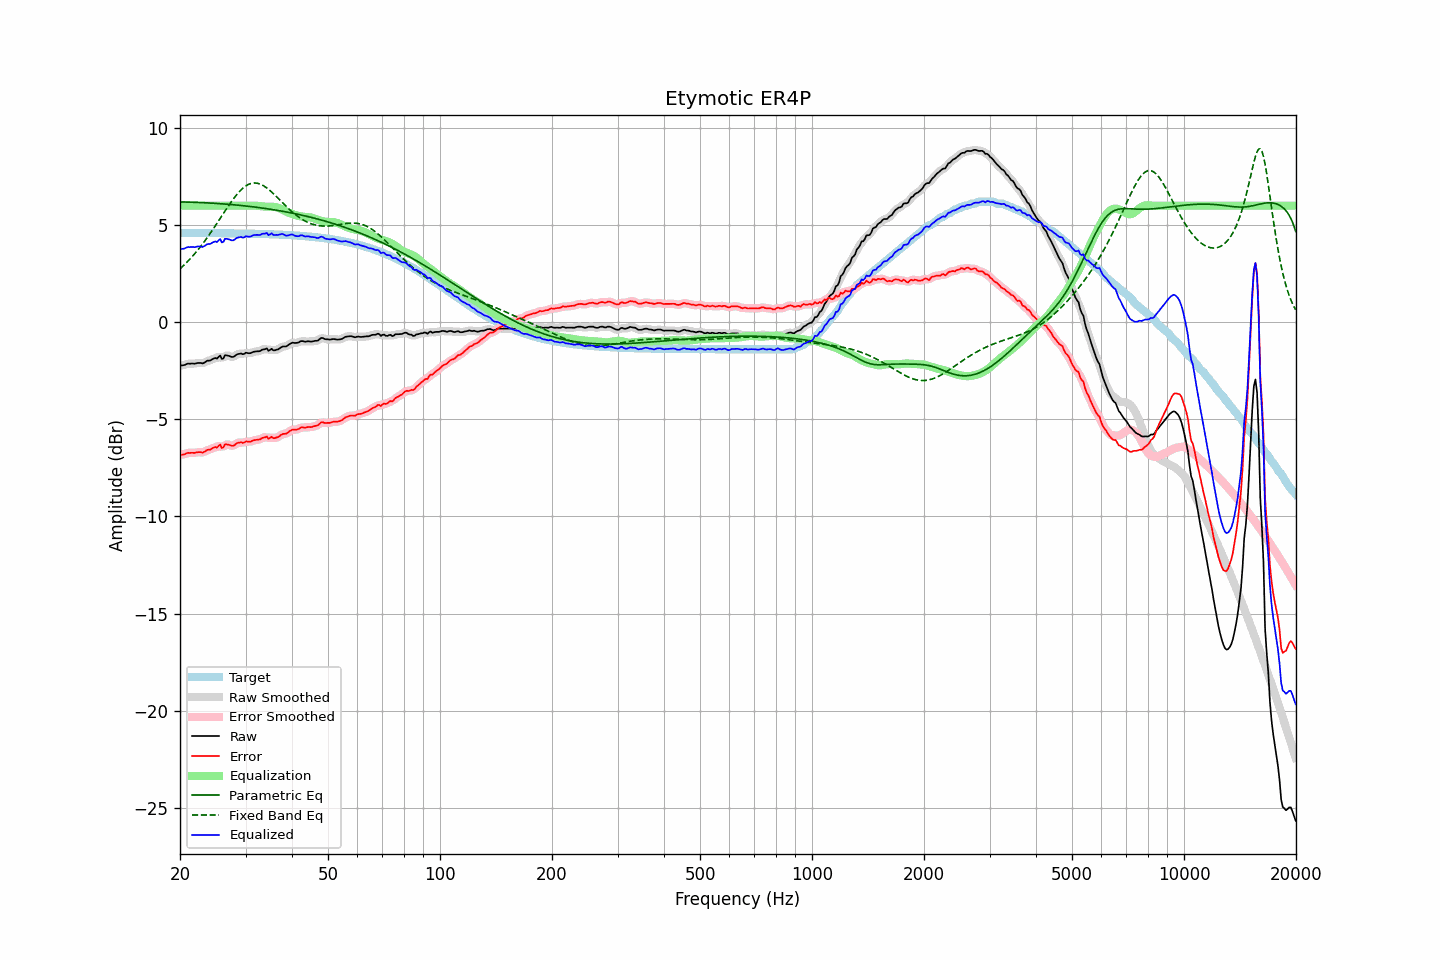 Etymotic ER4P
Amplitude (dBr)
10
5
0
−5
−10
−15
−20
−25
Target
Raw Smoothed
Error Smoothed
Raw
Error
Equalization
Parametric Eq
Fixed Band Eq
Equalized
20 50 100 200 500 1000 2000 5000 10000 20000
Frequency (Hz)